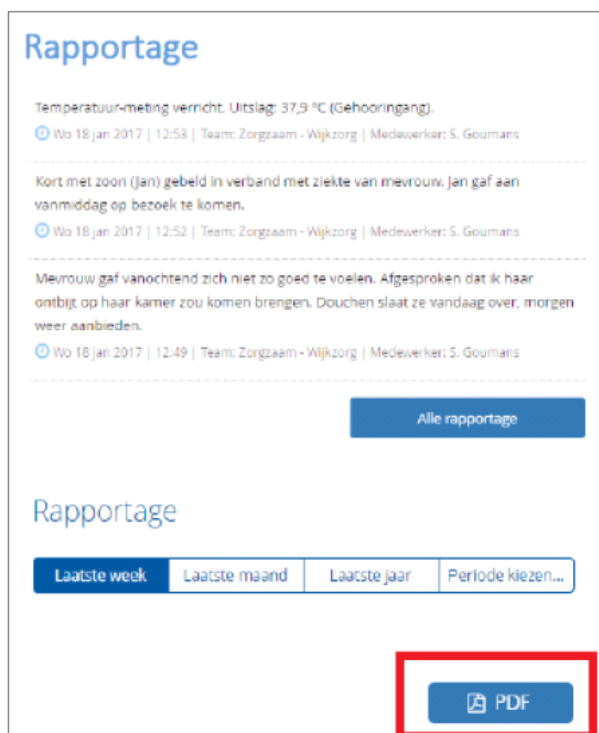 Rapportage
Temperatuur-meting verricht. Uitslag: 37,9 °C (Gehooringang).
Wo 18 jan 2017 | 12:53 | Team: Zorgzaam - Wijkzorg | Medewerker: S. Goumans
Kort met zoon (Jan) gebeld in verband met ziekte van mevrouw. Jan gaf aan
vanmiddag op bezoek te komen.
Wo 18 jan 2017 | 12:52 | Team: Zorgzaam - Wijkzorg | Medewerker: S. Goumans
Mevrouw gaf vanochtend zich niet zo goed te voelen. Afgesproken dat ik haar
ontbijt op haar kamer zou komen brengen. Douchen slaat ze vandaag over, morgen
weer aanbieden.
Wo 18 jan 2017 | 12:49 | Team: Zorgzaam - Wijkzorg | Medewerker: S. Goumans
Alle rapportage
Rapportage
Laatste week Laatste maand Laatste jaar Periode kiezen...
PDF